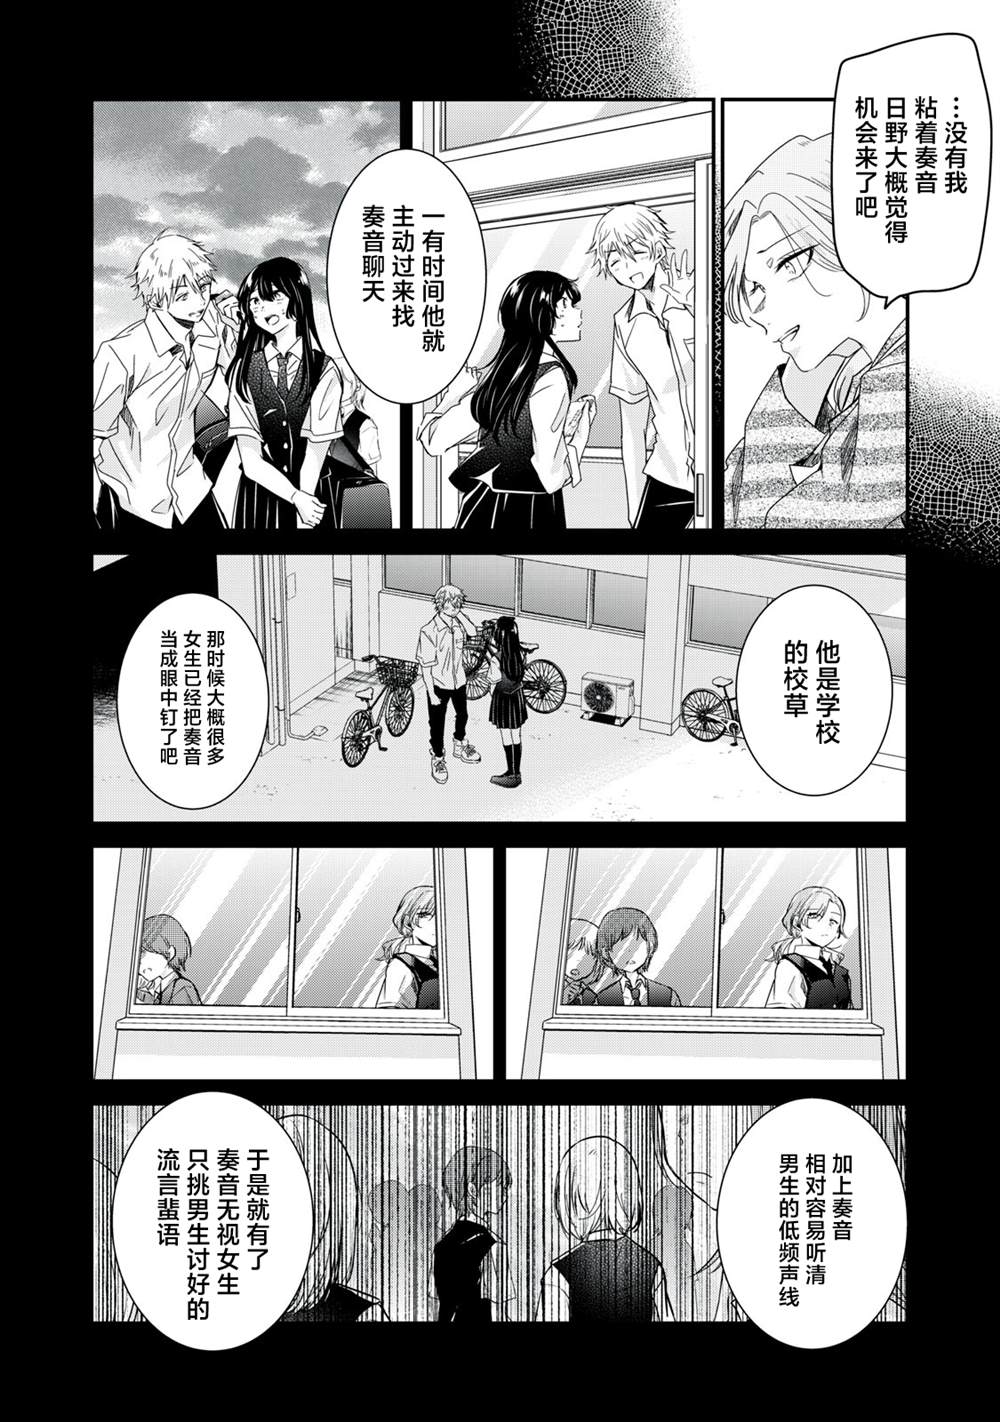 …没有我
粘着奏音
日野大概觉得
机会来了吧
一有时间他就
主动过来找
奏音聊天
他是学校
的校草
那时候大概很多
女生已经把奏音
当成眼中钉了吧
加上奏音
相对容易听清
男生的低频声线
于是就有了
奏音无视女生
只挑男生讨好的
流言蜚语